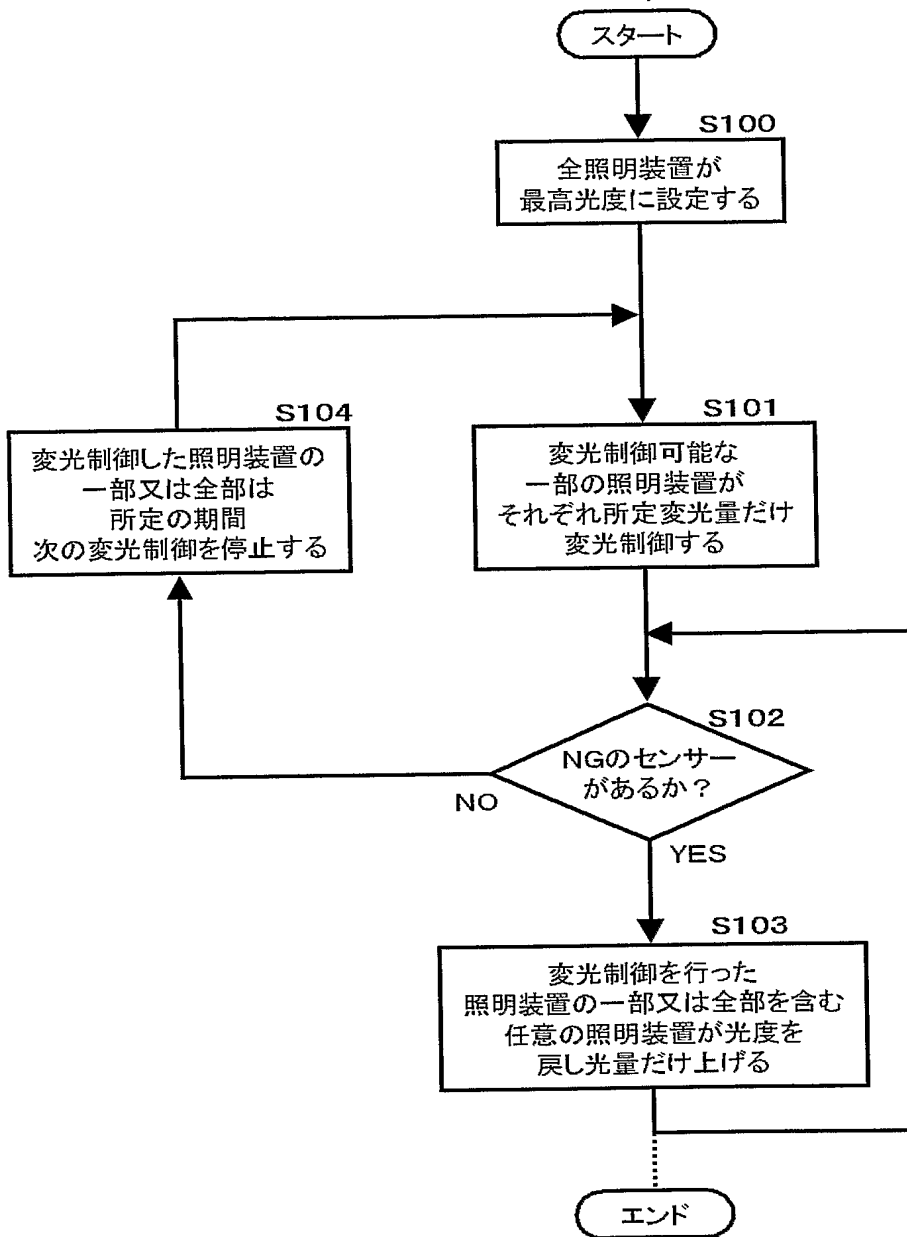 スタート
S100
全照明装置が
最高光度に設定する
S104
変光制御した照明装置の
一部又は全部は
所定の期間
次の変光制御を停止する
S101
変光制御可能な
一部の照明装置が
それぞれ所定変光量だけ
変光制御する
S102
NGのセンサー
があるか？
NO
YES
S103
変光制御を行った
照明装置の一部又は全部を含む
任意の照明装置が光度を
戻し光量だけ上げる
エンド